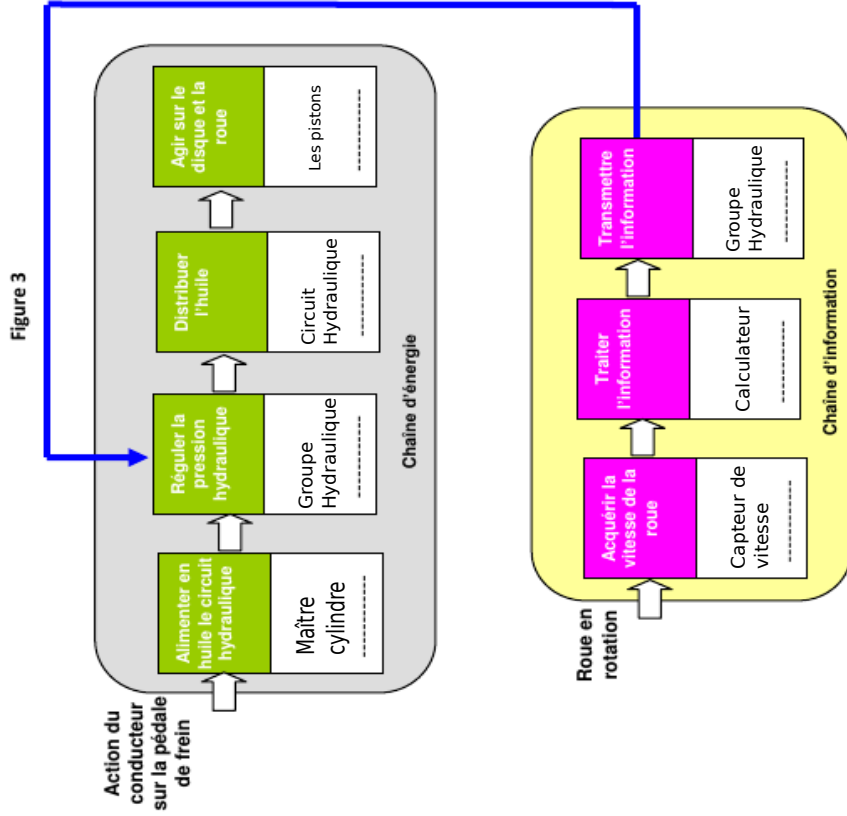 Figure 3
Action du
conducteur
sur la pédale
de frein
Alimenter en
huile le circuit
hydraulique
Maître
cylindre
-----------
Réguler la
pression
hydraulique
Groupe
Hydraulique
-----------
Distribuer
l'huile
Circuit
Hydraulique
-----------
Agir sur le
disque et la
roue
Les pistons
-----------
Chaîne d'énergie
Roue en
rotation
Acquérir la
vitesse de la
roue
Capteur de
vitesse
-----------
Traiter
l'information
Calculateur
-----------
Transmettre
l'information
Groupe
Hydraulique
-----------
Chaîne d'information